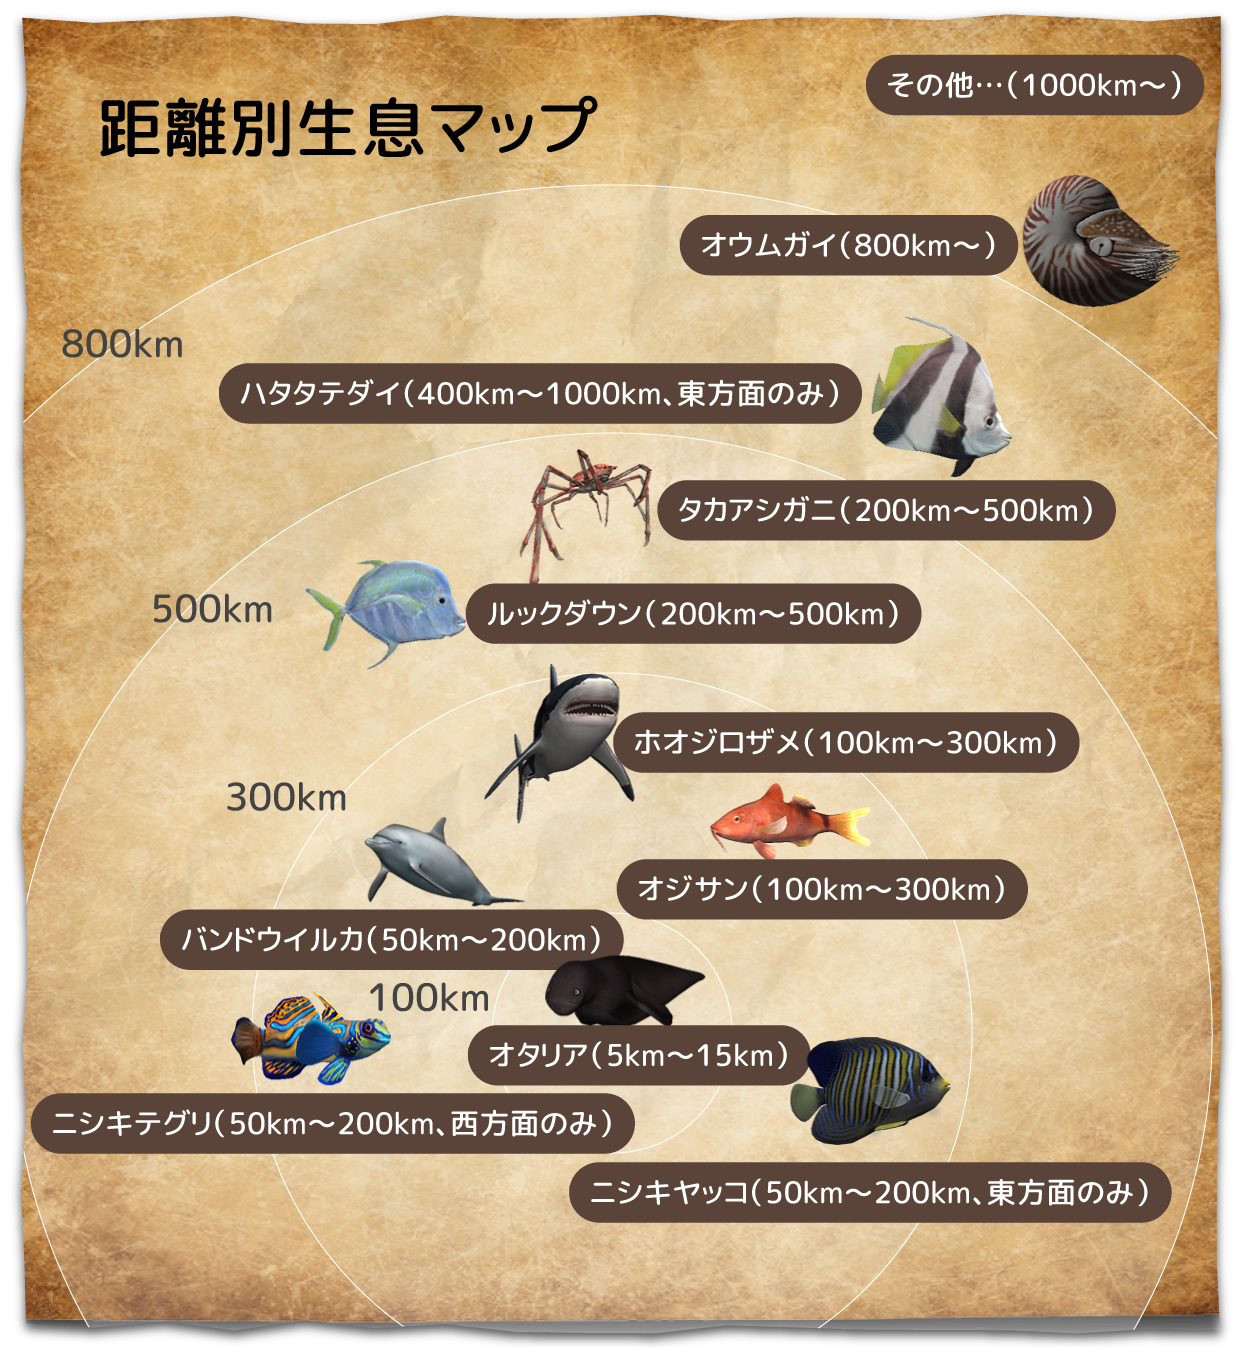 その他…（1000km～）
距離別生息マップ
オウムガイ（800km～）
800km
ハタタテダイ（400km～1000km、東方面のみ）
タカアシガニ（200km～500km）
500km
ルックダウン（200km～500km）
ホオジロザメ（100km～300km）
300km
オジサン（100km～300km）
バンドウイルカ（50km～200km）
100km
オタリア（5km～15km）
ニシキテグリ（50km～200km、西方面のみ）
ニシキヤッコ（50km～200km、東方面のみ）